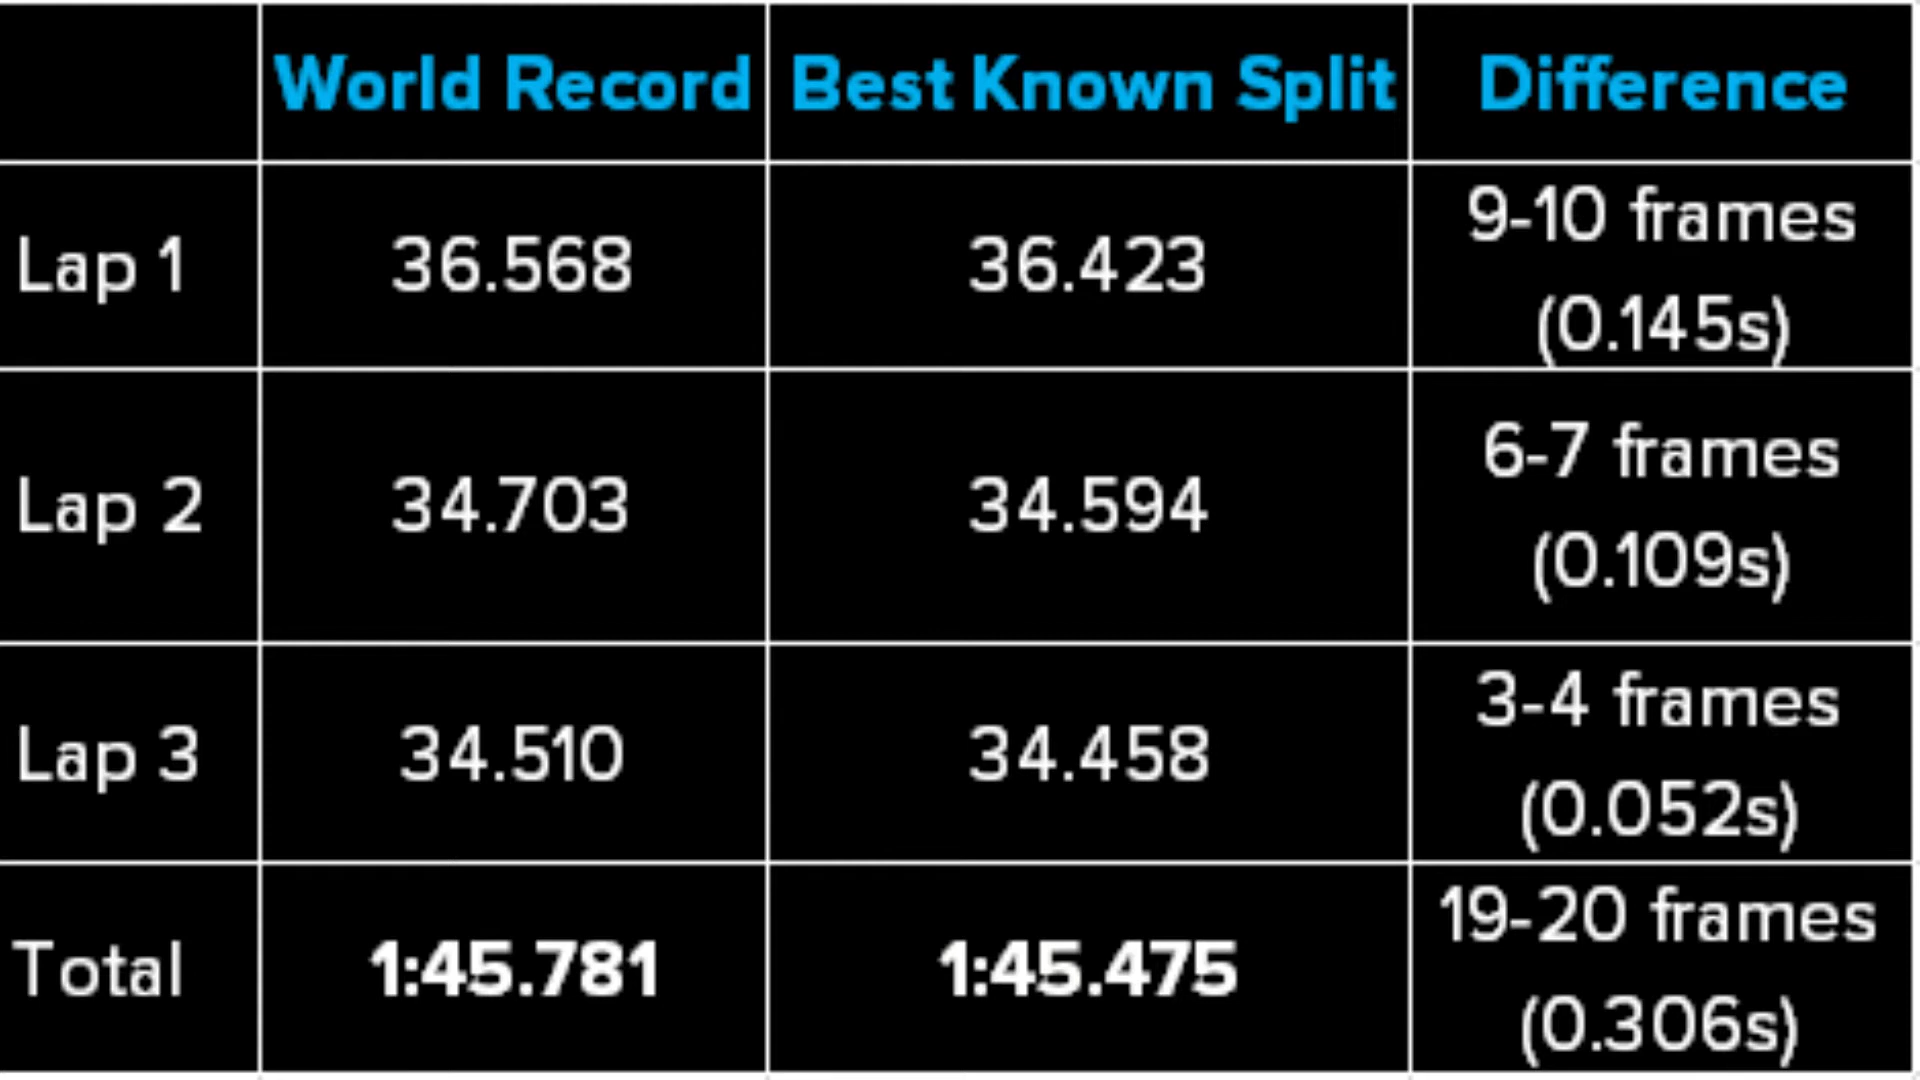 World Record Best Known Split Difference
Lap 1 36.568 36.423 9-10 frames
(0.145s)
Lap 2 34.703 34.594 6-7 frames
(0.109s)
Lap 3 34.510 34.458 3-4 frames
(0.052s)
Total 1:45.781 1:45.475 19-20 frames
(0.306s)